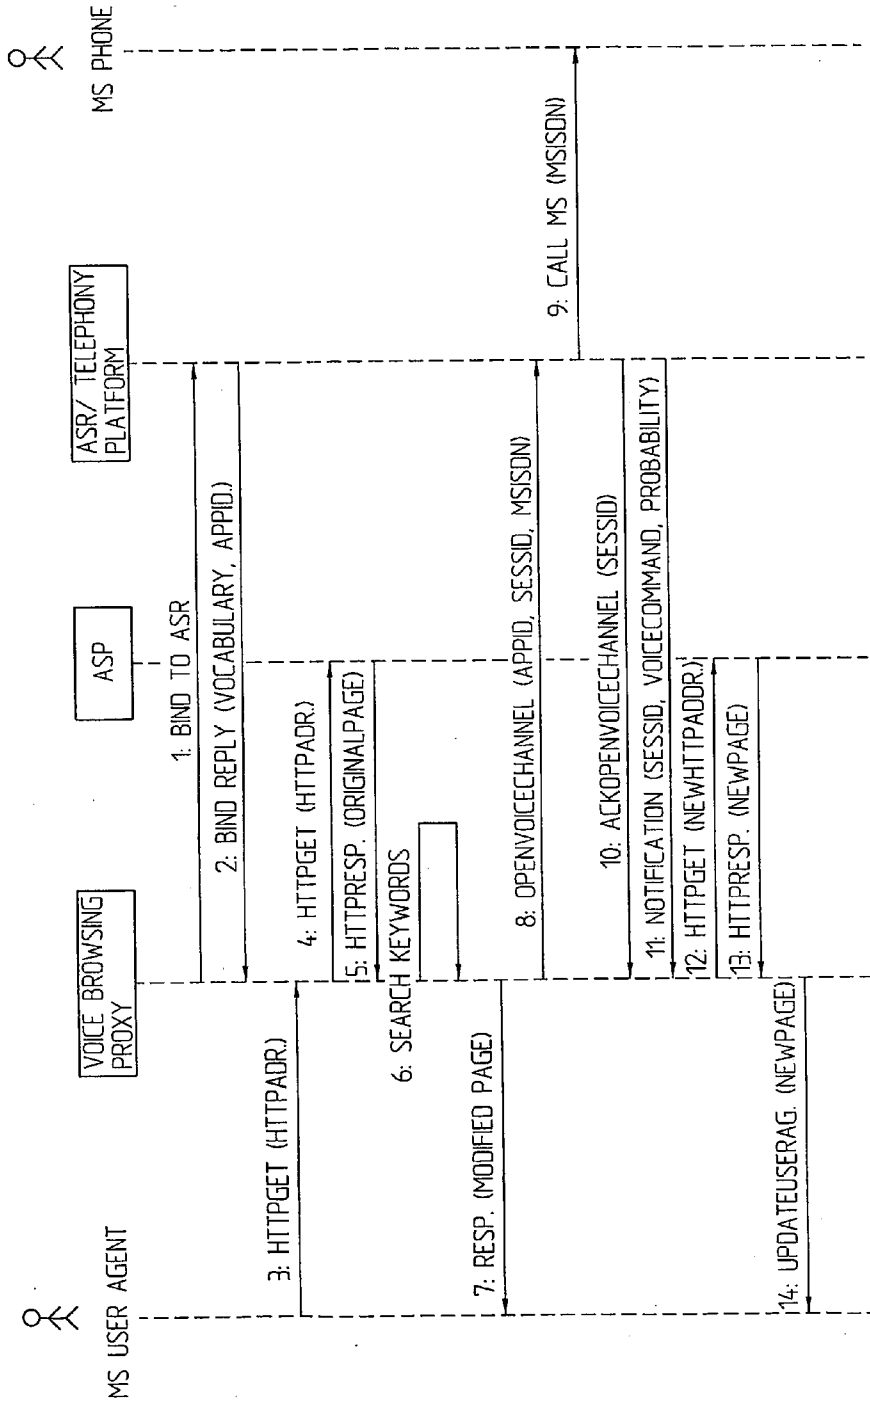 MS USER AGENT
VOICE BROWSING
PROXY
ASP
ASR/ TELEPHONY
PLATFORM
MS PHONE
1: BIND TO ASR
2: BIND REPLY (VOCABULARY, APPID.)
3: HTTPGET (HTTPADR.)
4: HTTPGET (HTTPADR.)
5: HTTPRESP. (ORIGINALPAGE)
6: SEARCH KEYWORDS
7: RESP. (MODIFIED PAGE)
8: OPENVOICECHANNEL (APPID, SESSID, MSISDN)
9: CALL MS (MSISDN)
10: ACKOPENVOICECHANNEL (SESSID)
11: NOTIFICATION (SESSID, VOICECOMMAND, PROBABILITY)
12: HTTPGET (NEWHTTPADDR.)
13: HTTPRESP. (NEWPAGE)
14: UPDATEUSERAG. (NEWPAGE)